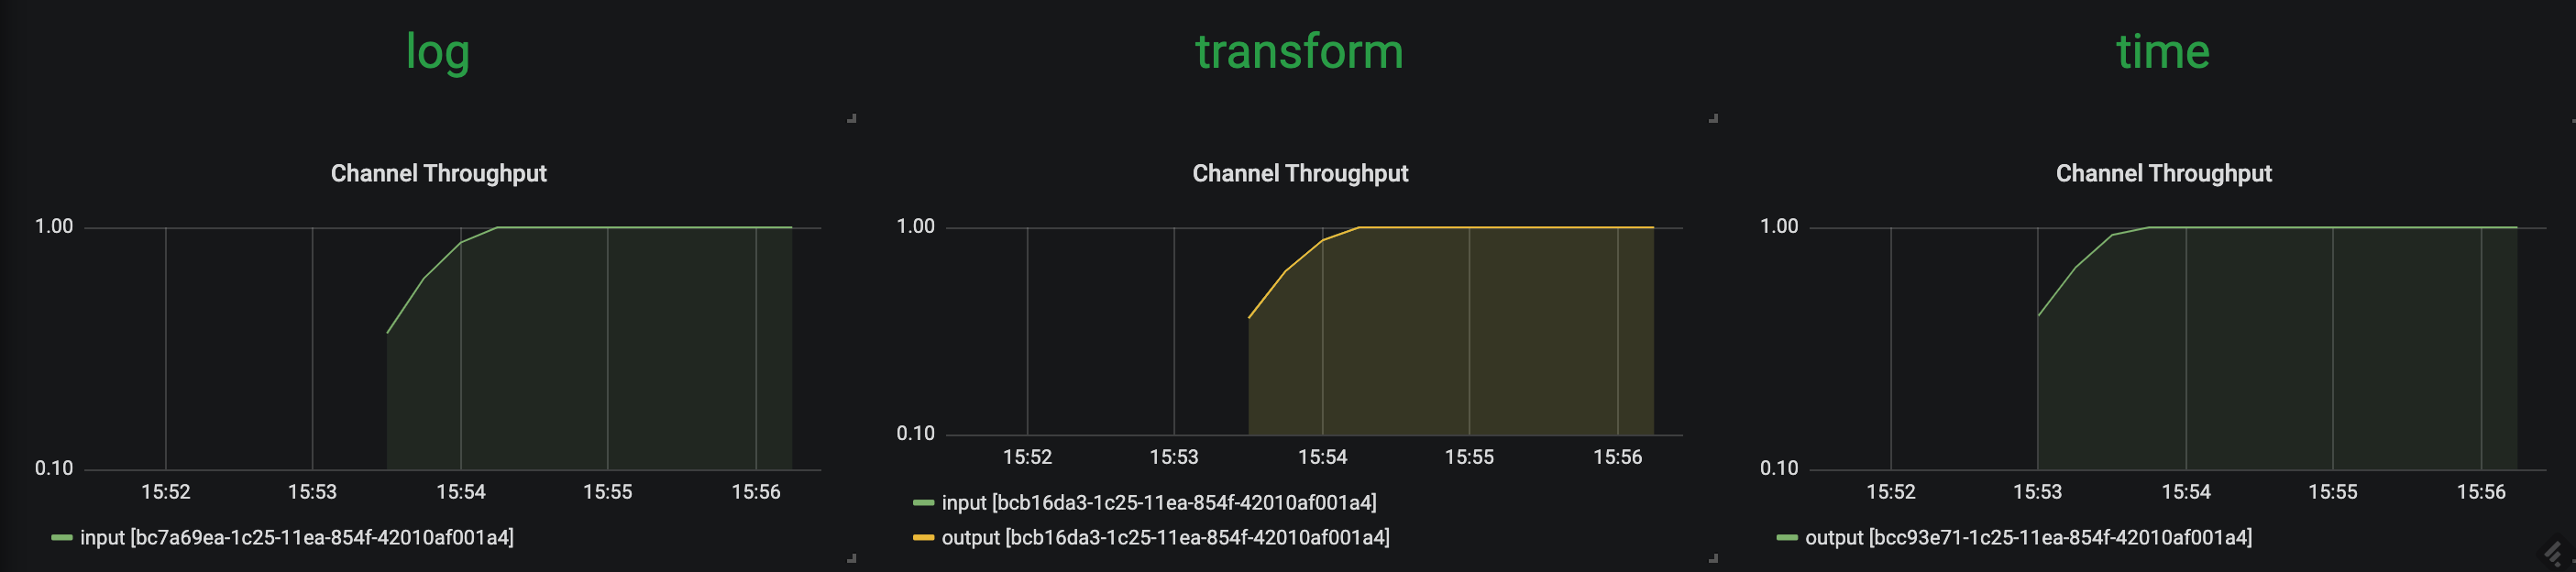 log
Channel Throughput
1.00
0.10
15:52 15:53 15:54 15:55 15:56
input [bc7a69ea-1c25-11ea-854f-42010af001a4]
transform
Channel Throughput
1.00
0.10
15:52 15:53 15:54 15:55 15:56
input [bcb16da3-1c25-11ea-854f-42010af001a4]
output [bcb16da3-1c25-11ea-854f-42010af001a4]
time
Channel Throughput
1.00
0.10
15:52 15:53 15:54 15:55 15:56
output [bcc93e71-1c25-11ea-854f-42010af001a4]